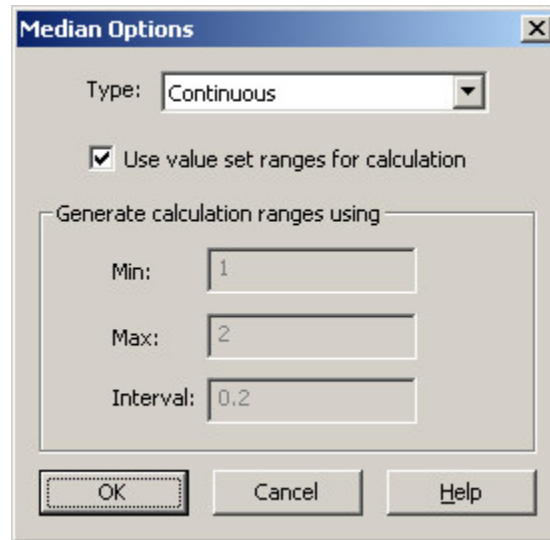 Median Options
Type: Continuous
Use value set ranges for calculation
Generate calculation ranges using
Min: 1
Max: 2
Interval: 0.2
OK Cancel Help